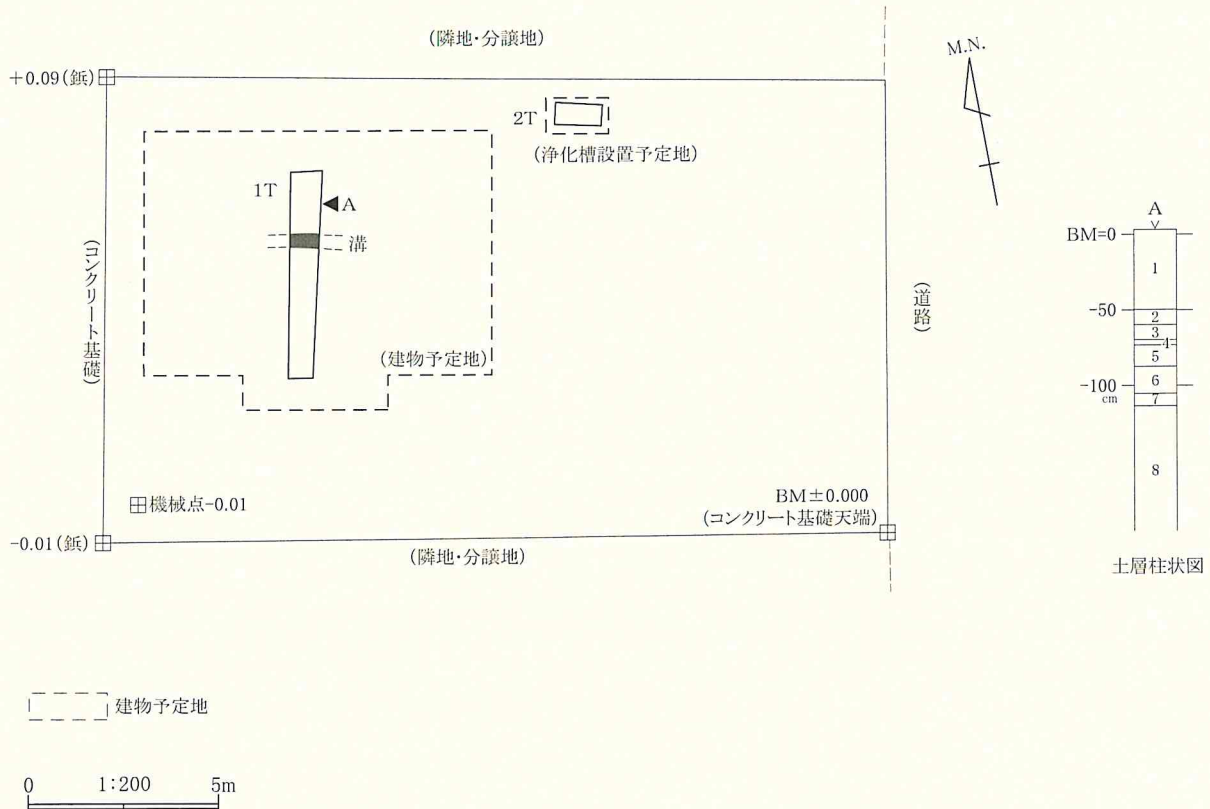 (隣地・分譲地)
+0.09(鋲)
M.N.
2T
(浄化槽設置予定地)
1T
A
溝
(コンクリート基礎)
(建物予定地)
(道路)
A
BM=0
1
-50
2
3
4
5
-100
cm
6
7
8
土層柱状図
機械点-0.01
BM±0.000
(コンクリート基礎天端)
-0.01(鋲)
(隣地・分譲地)
建物予定地
0 1:200 5m